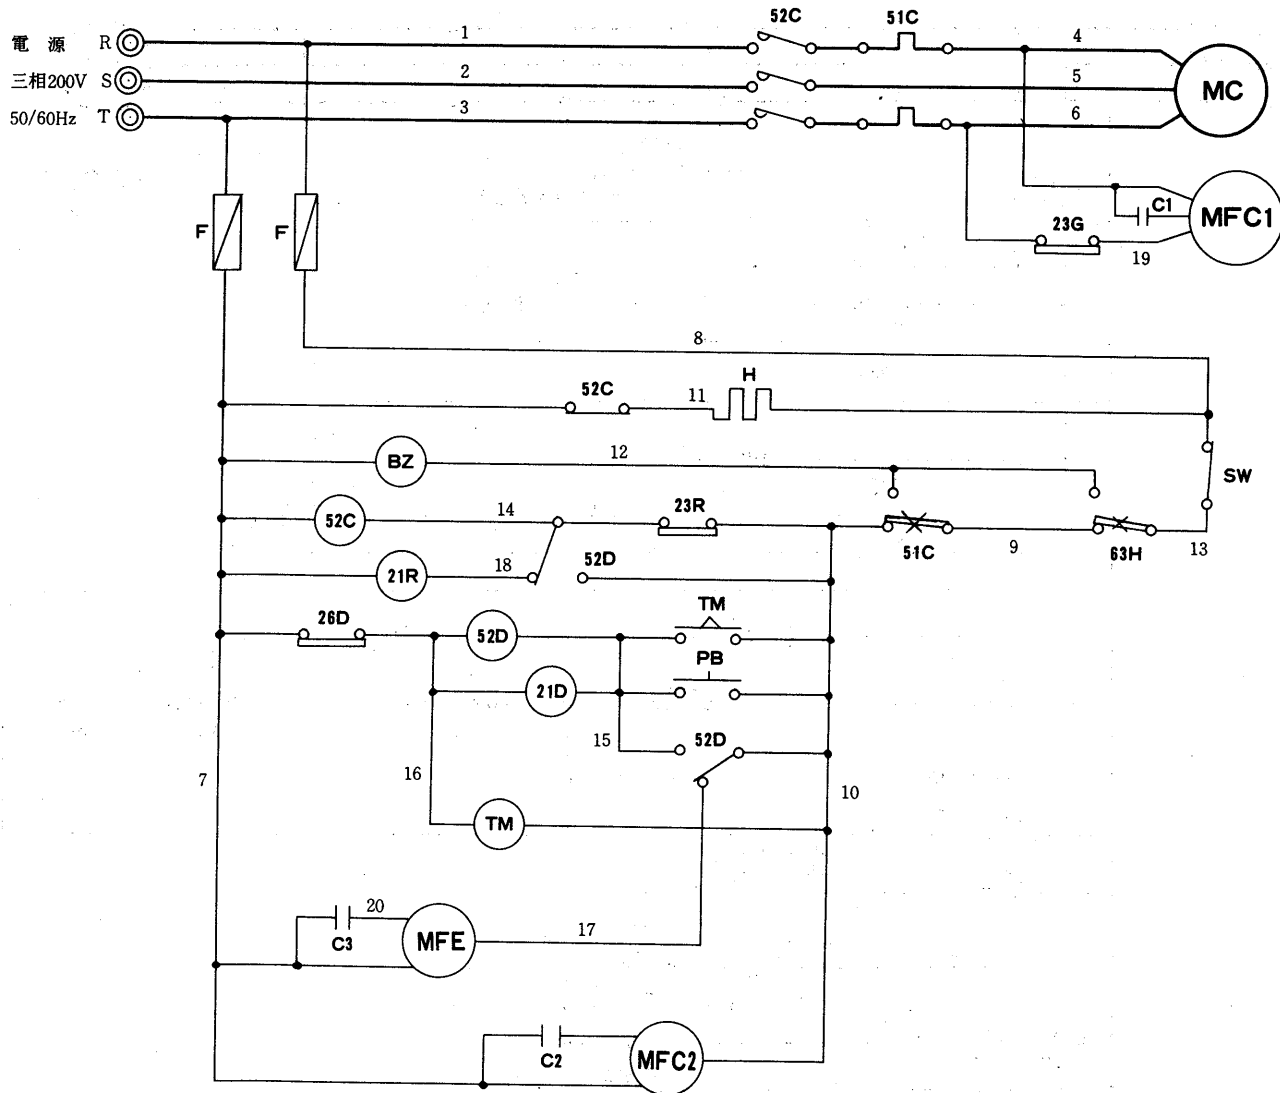 52C 51C
電 源 R 1 4
三相200V S 2 5 MC
50/60Hz T 3 6
C1 MFC1
F F 23G
19
8
52C 11 H
BZ 12 SW
52C 14 23R
51C 9 63H 13
21R 18 52D
26D 52D TM
PB
21D
15 52D
7 16 10
TM
20
C3 MFE 17
C2 MFC2